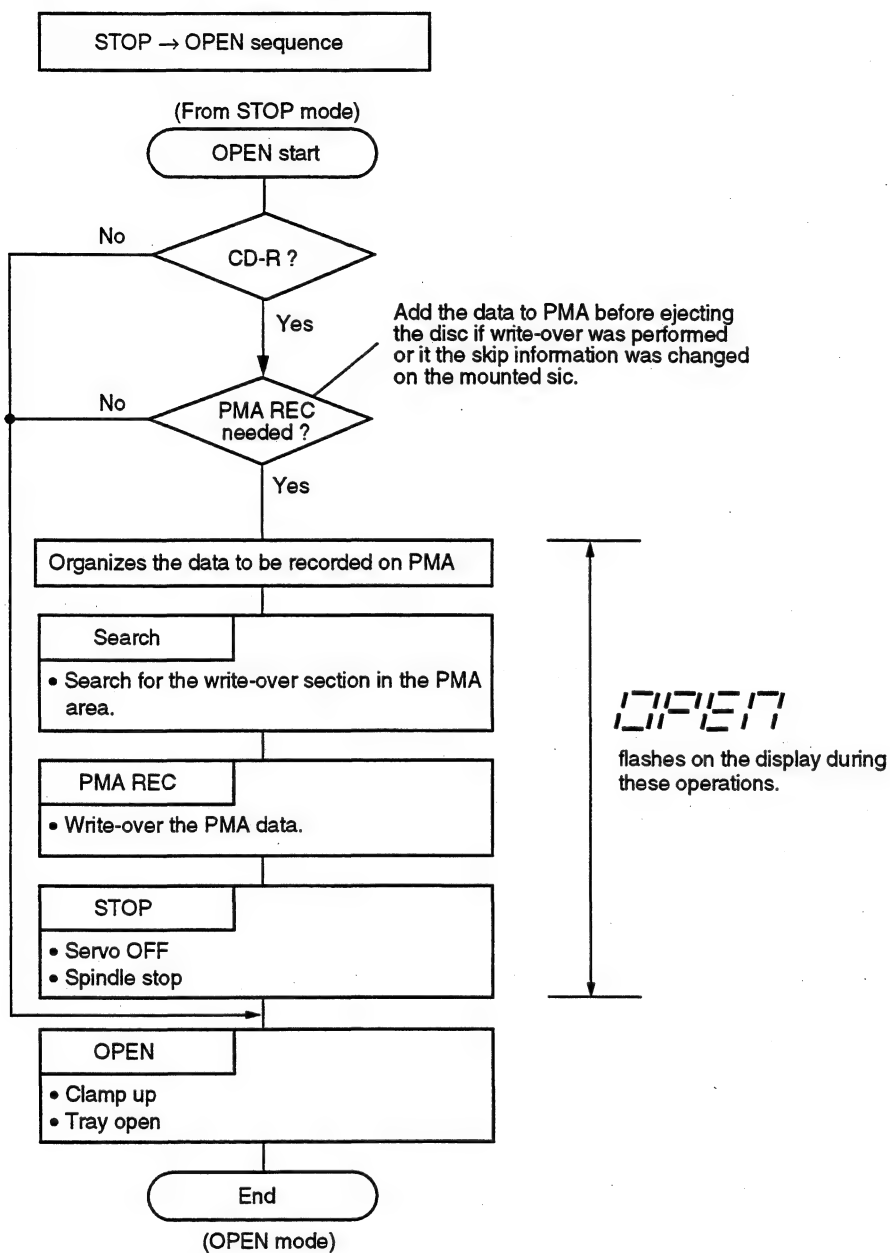 STOP → OPEN sequence
(From STOP mode)
OPEN start
No
CD-R ?
Yes
Add the data to PMA before ejecting
the disc if write-over was performed
or it the skip information was changed
on the mounted sic.
No
PMA REC
needed ?
Yes
Organizes the data to be recorded on PMA
Search
• Search for the write-over section in the PMA
area.
OPEN
flashes on the display during
these operations.
PMA REC
• Write-over the PMA data.
STOP
• Servo OFF
• Spindle stop
OPEN
• Clamp up
• Tray open
End
(OPEN mode)